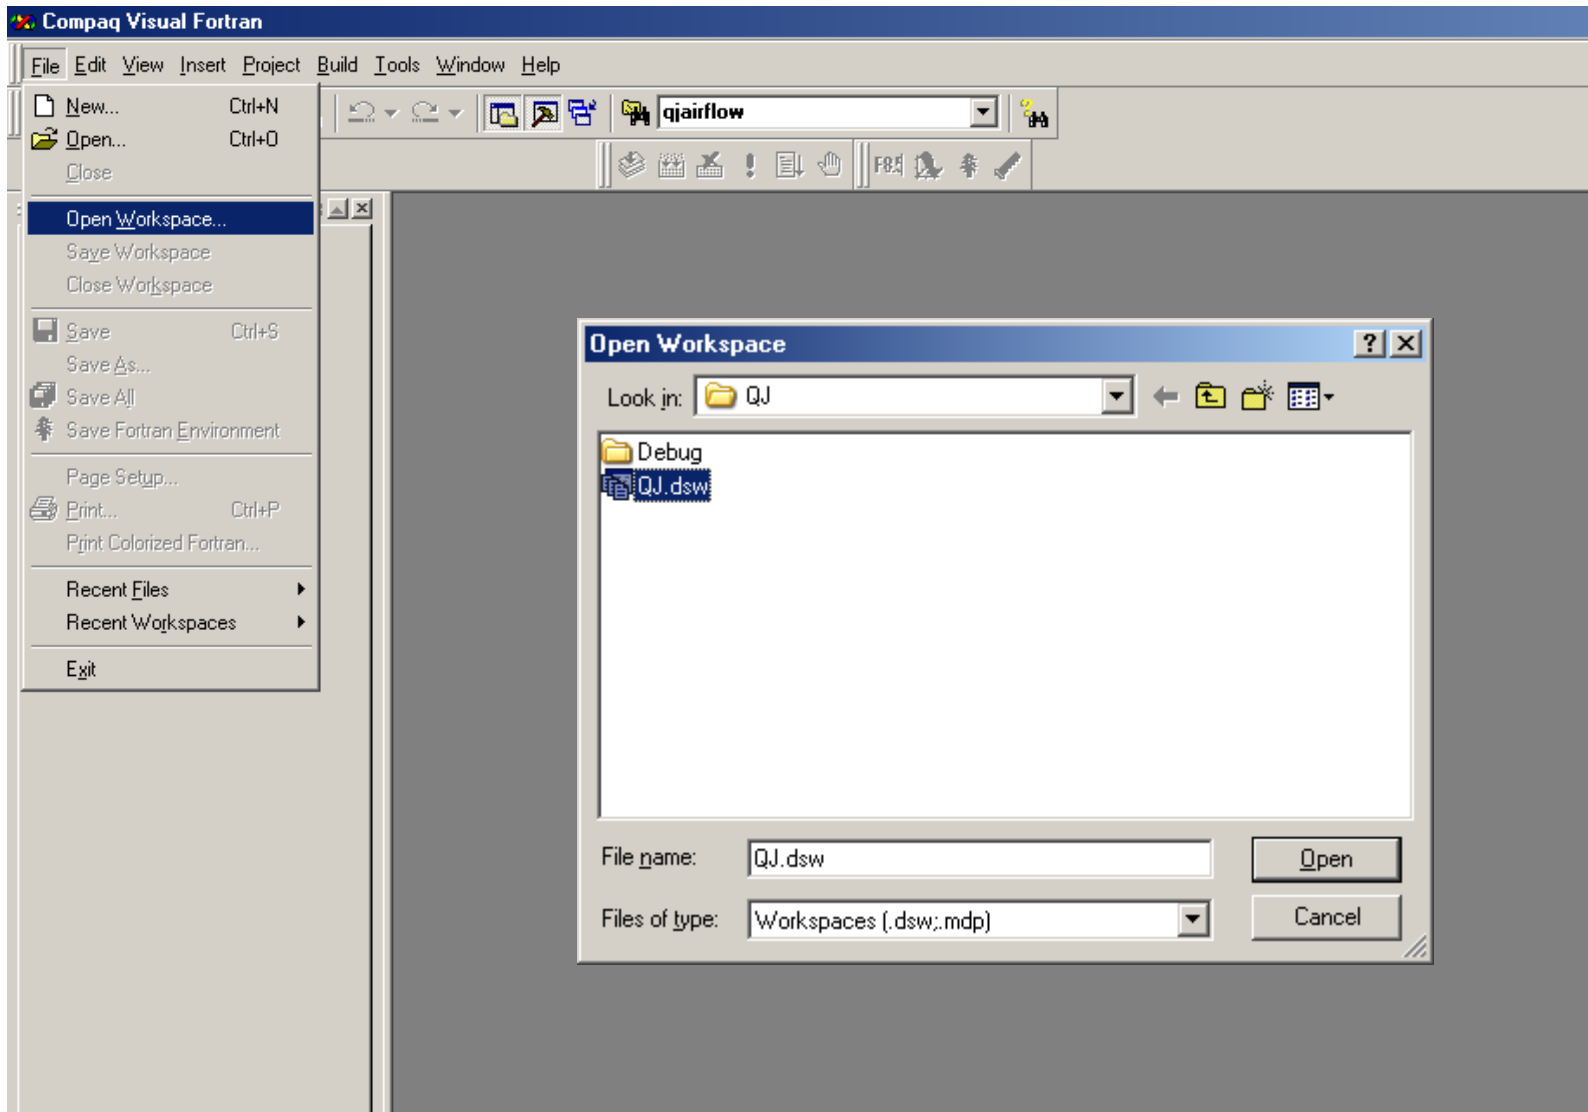 Compaq Visual Fortran
File Edit View Insert Project Build Tools Window Help
New... Ctrl+N
qjairflow
Open... Ctrl+O
Close
Open Workspace...
Save Workspace
Close Workspace
Save Ctrl+S
Save As...
Save All
Save Fortran Environment
Page Setup...
Print... Ctrl+P
Print Colorized Fortran...
Recent Files
Recent Workspaces
Exit
Open Workspace
Look in: QJ
Debug
QJ.dsw
File name: QJ.dsw Open
Files of type: Workspaces (.dsw;.mdp) Cancel